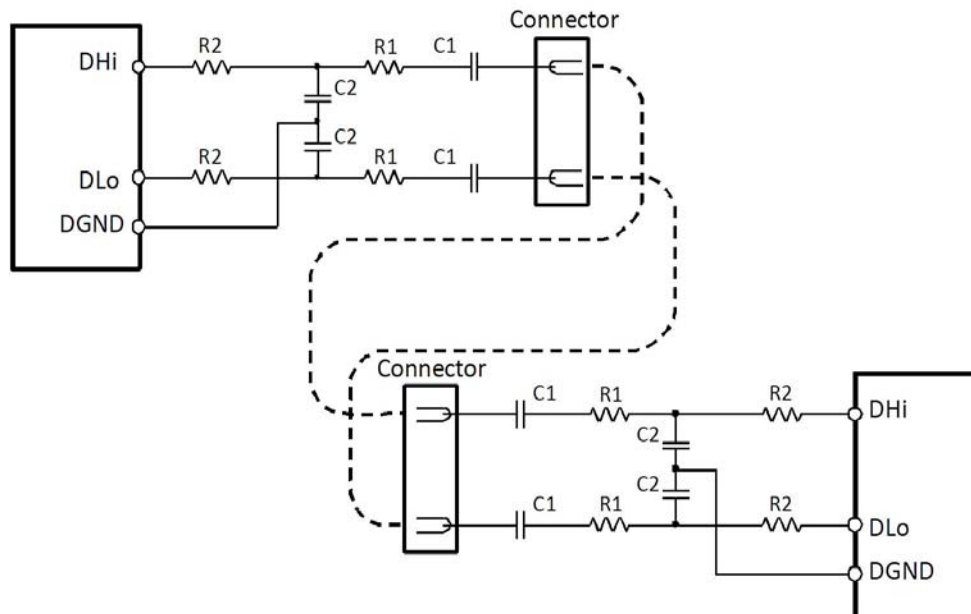 Connector
DHi
R2
R1
C1
C2
C2
DLo
R2
R1
C1
DGND
Connector
C1
R1
R2
DHi
C2
C2
C1
R1
R2
DLo
DGND